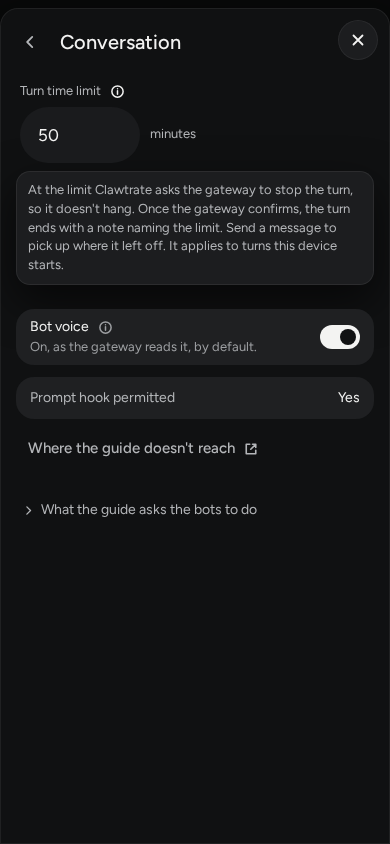 Conversation
Turn time limit
50 minutes
At the limit Clawtrate asks the gateway to stop the turn,
so it doesn't hang. Once the gateway confirms, the turn
ends with a note naming the limit. Send a message to
pick up where it left off. It applies to turns this device
starts.
Bot voice
On, as the gateway reads it, by default.
Prompt hook permitted Yes
Where the guide doesn't reach
What the guide asks the bots to do